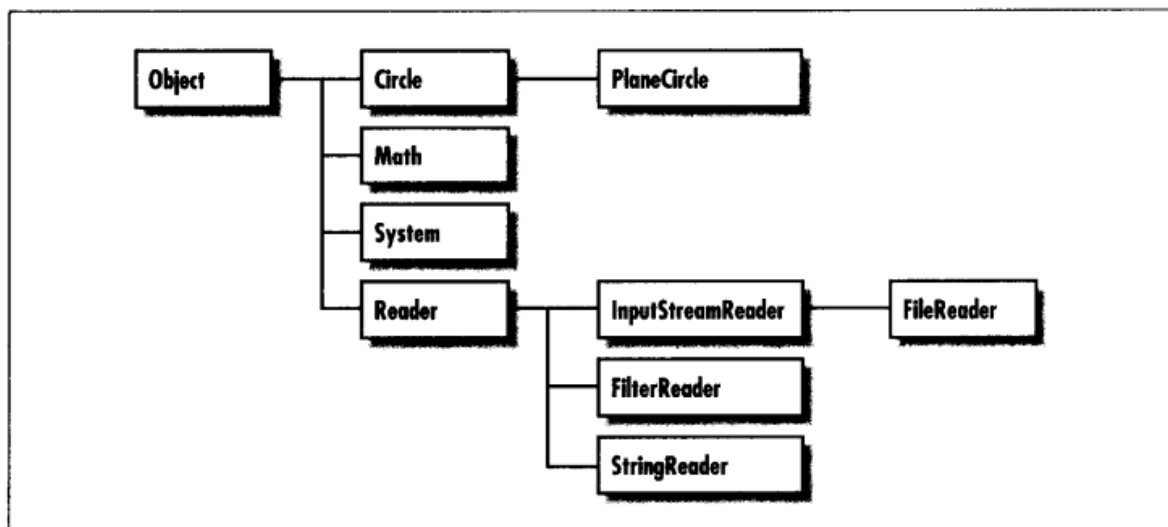 Object
Circle
PlaneCircle
Math
System
Reader
InputStreamReader
FileReader
FilterReader
StringReader